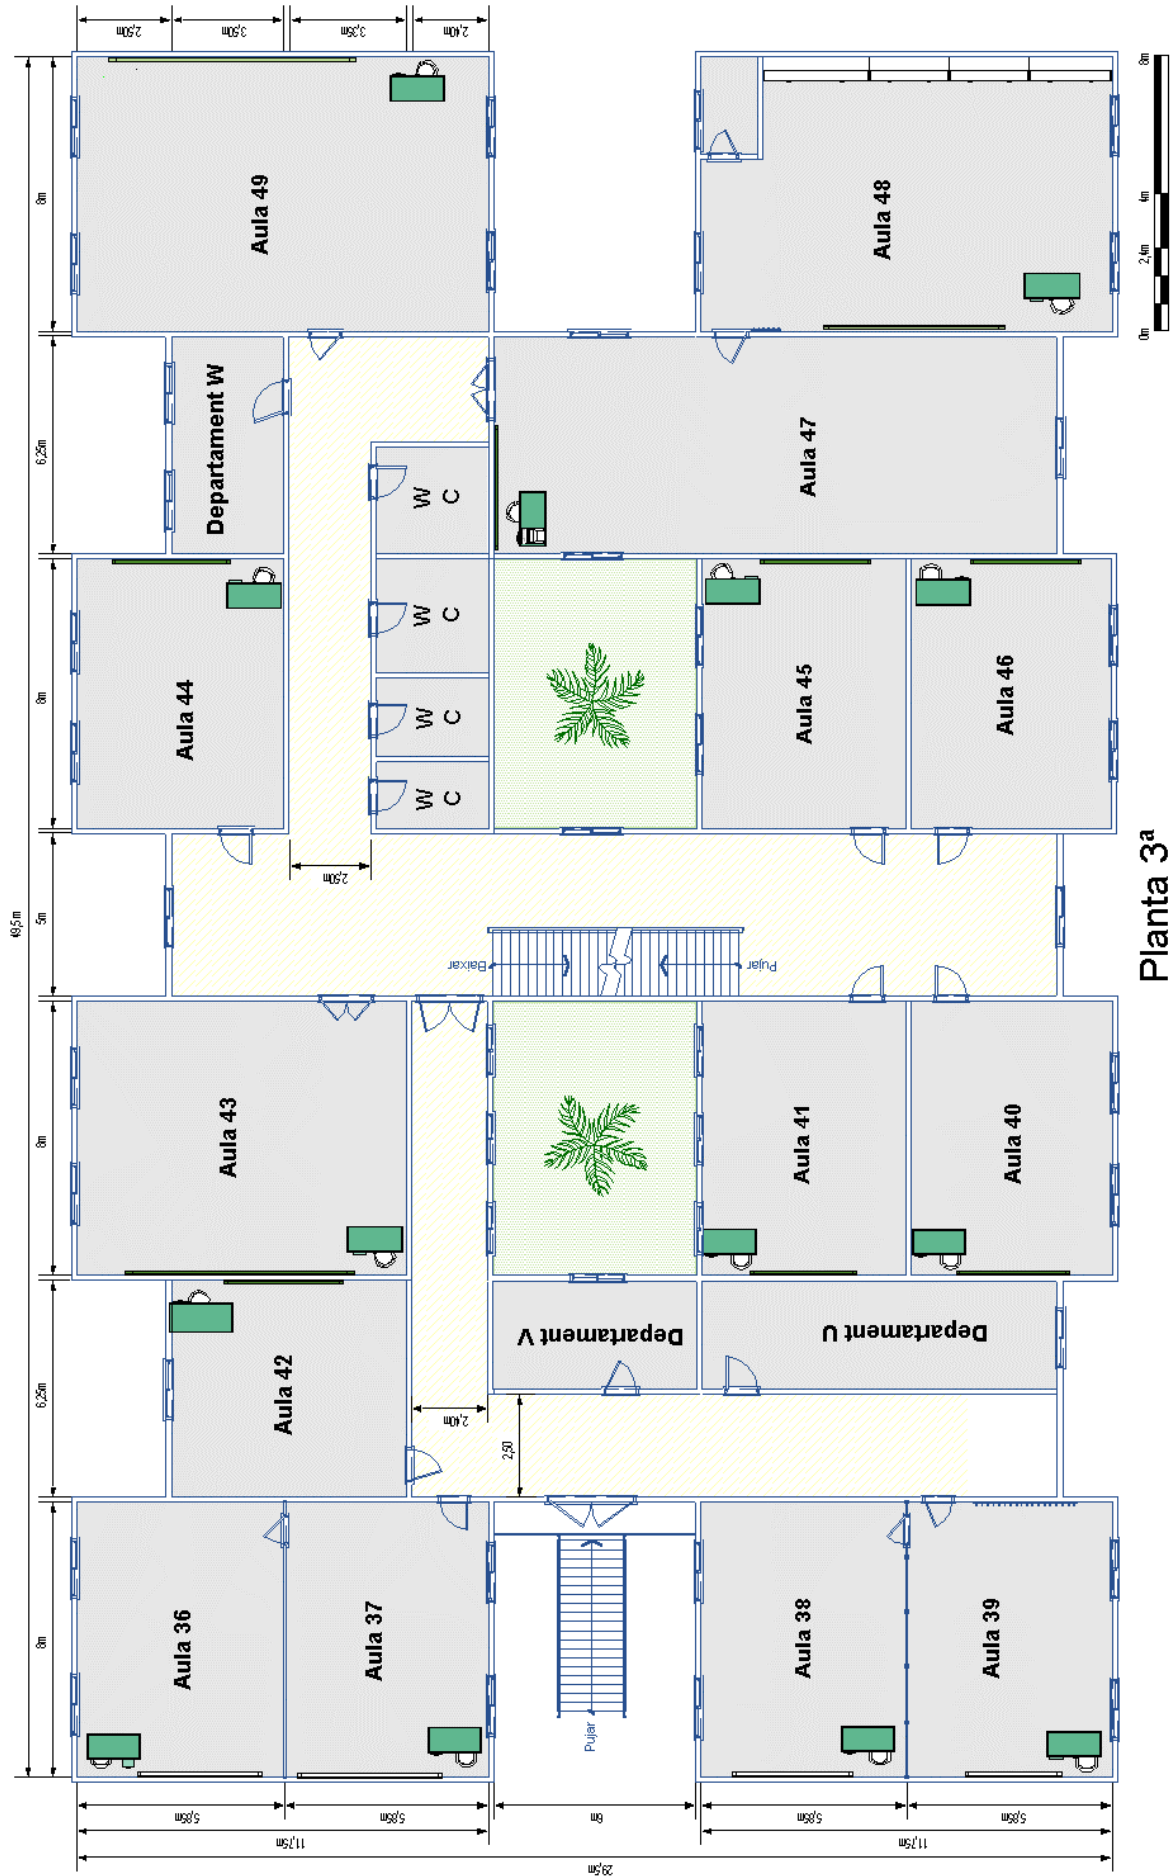 Planta 3ª
49,5m
8m
6,25m
8m
5m
8m
6,25m
8m
2,50m
3,50m
3,35m
2,40m
Aula 49
Aula 48
0m
2,4m
4m
8m
Departament W
Aula 47
W C
W C
W C
W C
Aula 44
Aula 45
Aula 46
2,50m
Baixar
Pujar
Aula 43
Aula 41
Aula 40
Aula 42
Departament V
Departament U
2,40m
2,50
Aula 36
Aula 37
Pujar
Aula 38
Aula 39
5,85m
5,85m
6m
5,85m
5,85m
11,75m
11,75m
29,5m